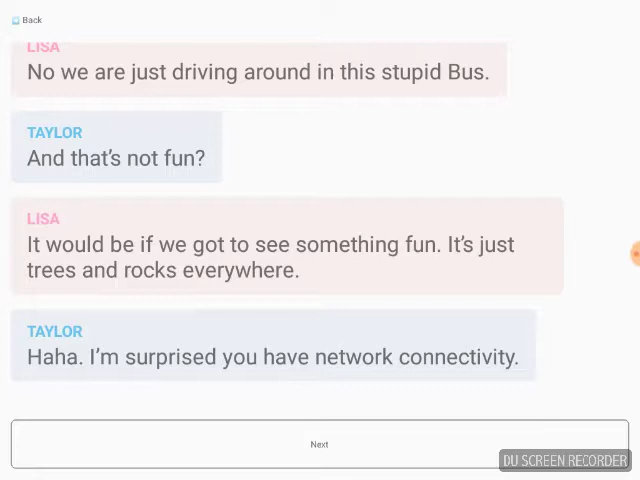 Back
LISA
No we are just driving around in this stupid Bus.
TAYLOR
And that's not fun?
LISA
It would be if we got to see something fun. It's just
trees and rocks everywhere.
TAYLOR
Haha. I'm surprised you have network connectivity.
Next
DU SCREEN RECORDER